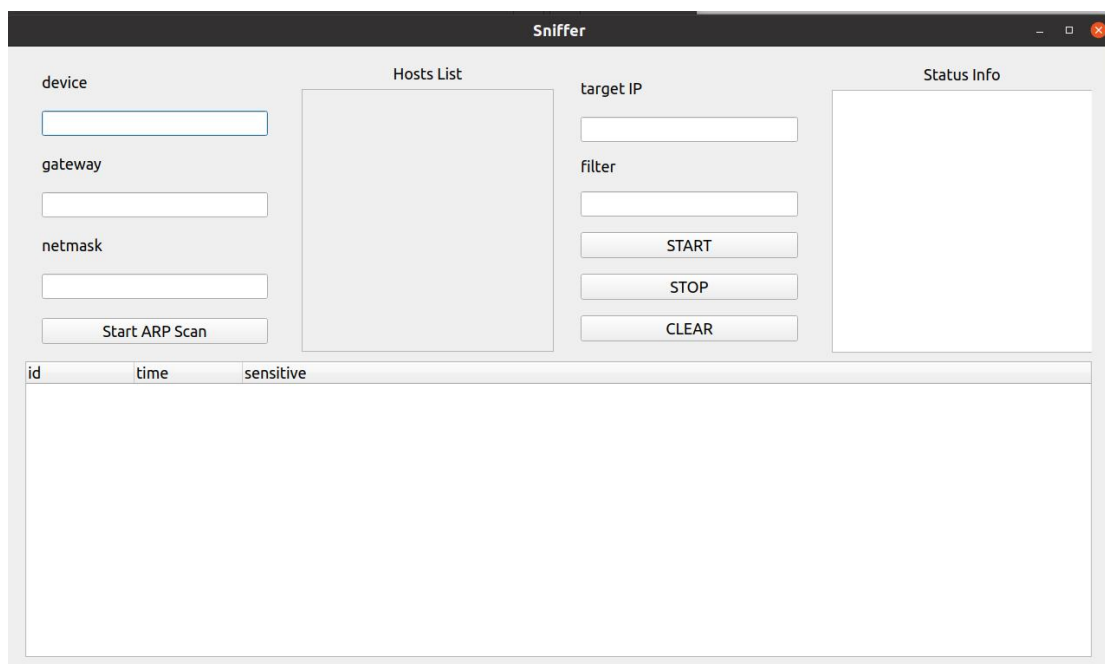 Sniffer
device
Hosts List
target IP
Status Info
gateway
filter
netmask
START
STOP
Start ARP Scan
CLEAR
id time sensitive